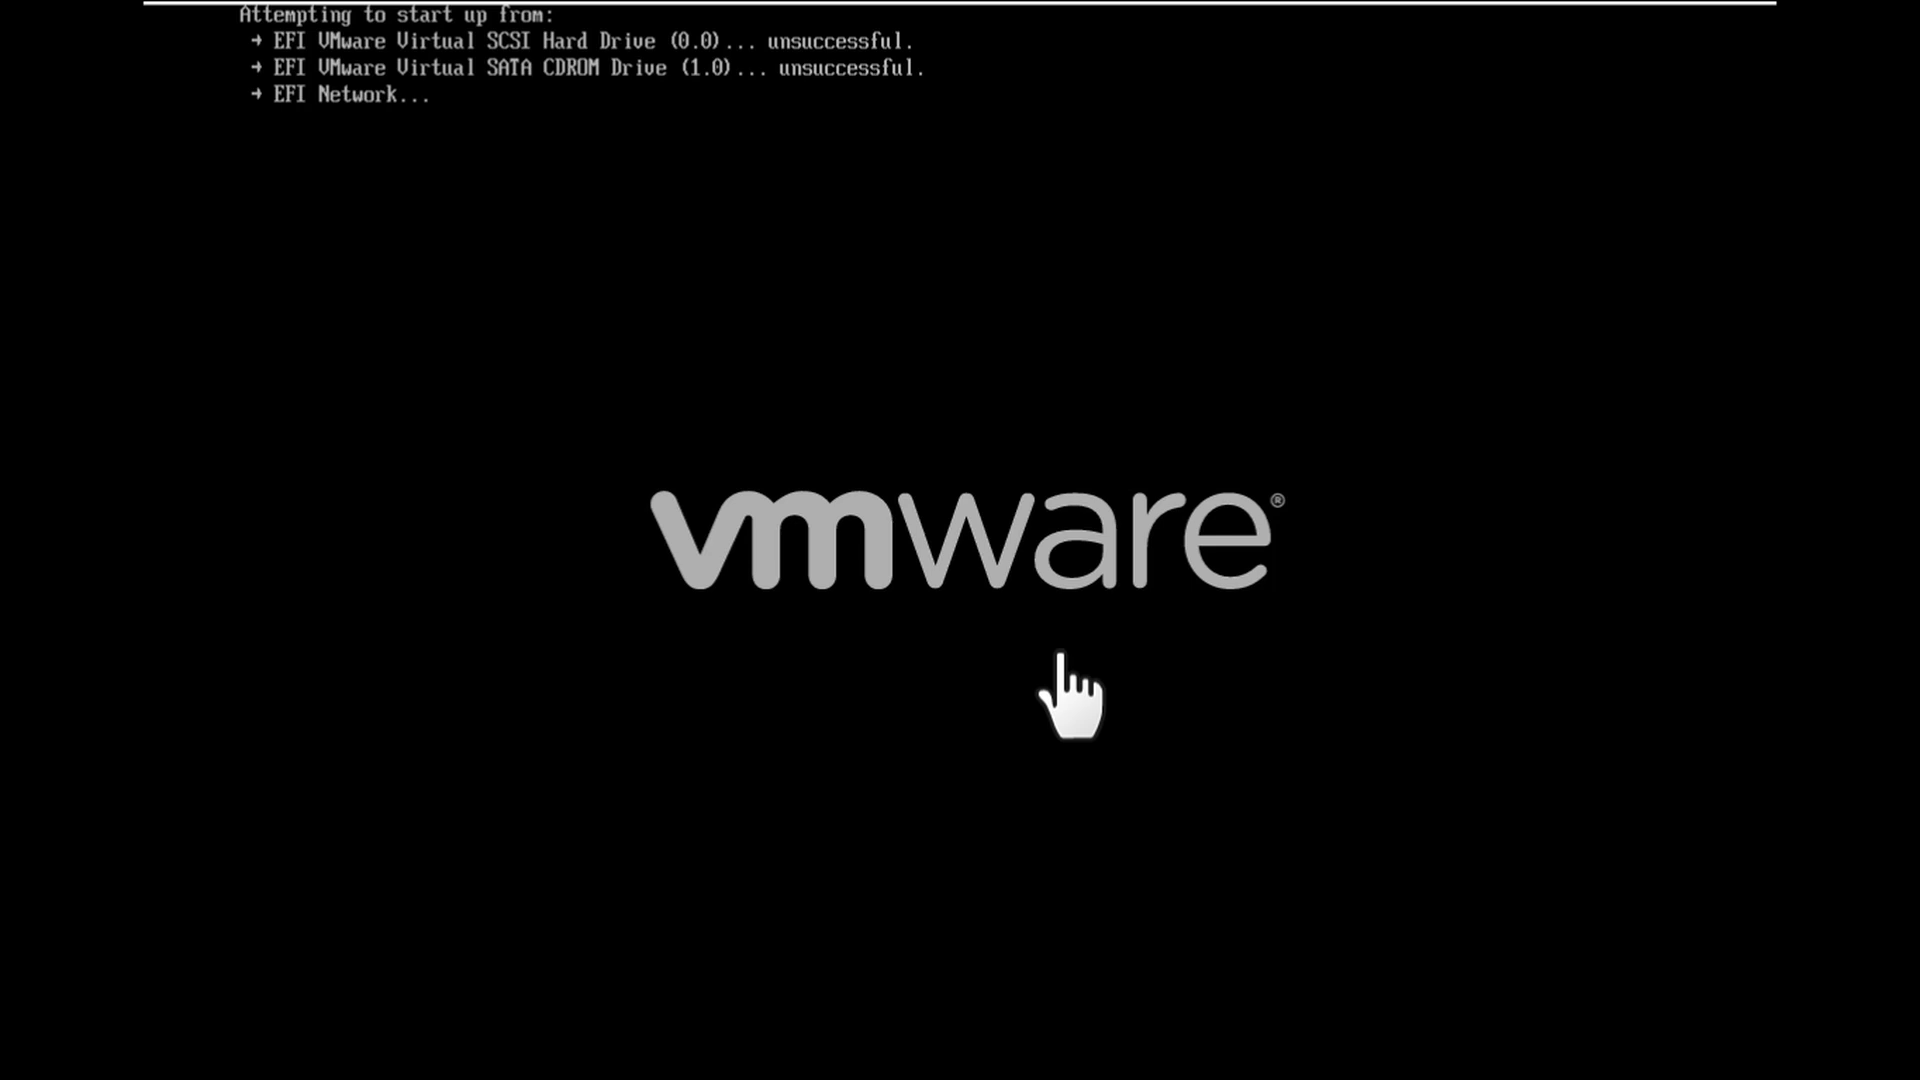 Attempting to start up from:
→ EFI VMware Virtual SCSI Hard Drive (0.0)... unsuccessful.
→ EFI VMware Virtual SATA CDROM Drive (1.0)... unsuccessful.
→ EFI Network...
vmware®